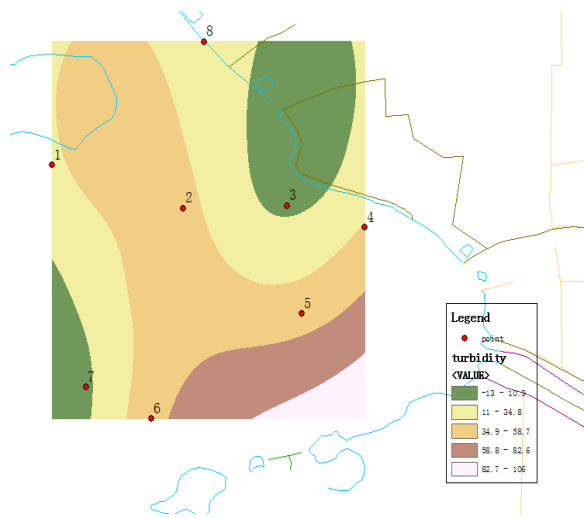 8
1
2
3
4
5
6
7
Legend
point
turbidity
<VALUE>
-13 - 10.9
11 - 34.8
34.9 - 58.7
58.8 - 82.6
82.7 - 106